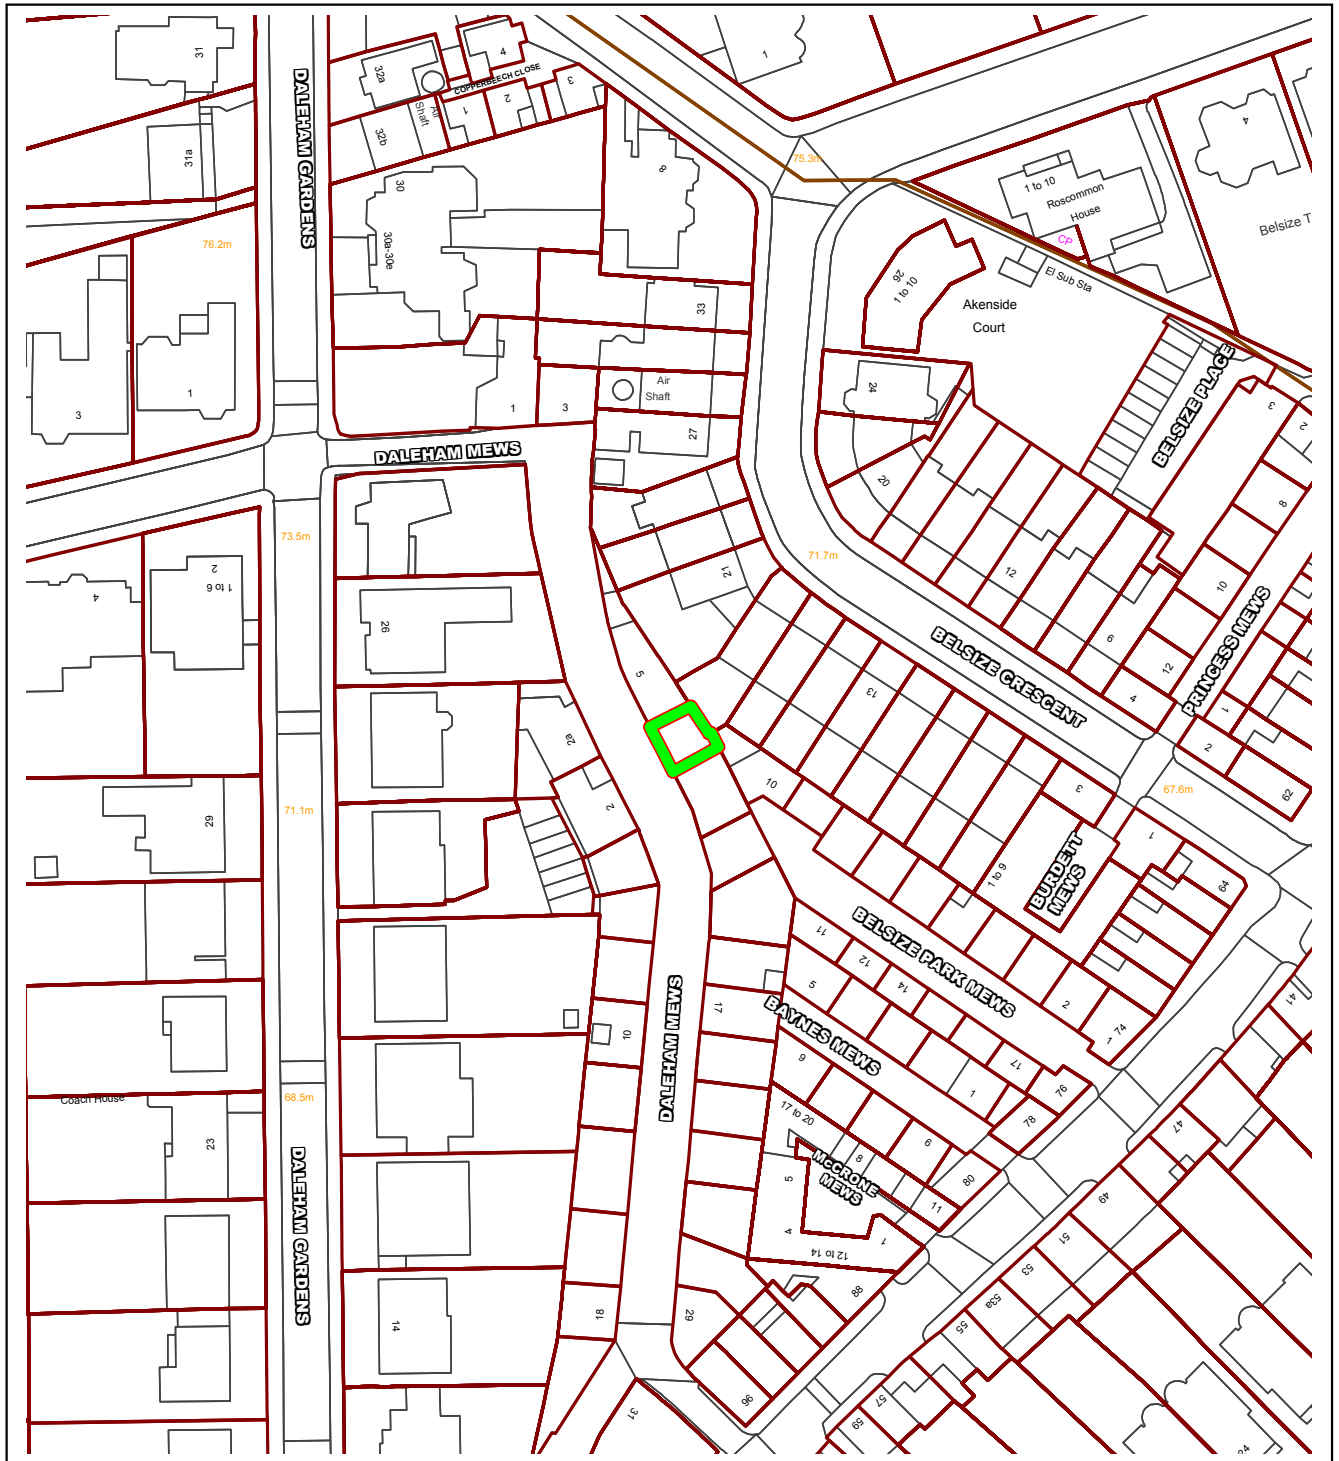 31
DALEHAM GARDENS
32a
4
COPPERBEECH CLOSE
3
2
1
Air
Shaft
32b
1
31a
30
30a-30e
8
75.3m
1 to 10
Roscommon
House
Cp
4
Belsize T
76.2m
El Sub Sta
26
1 to 10
Akenside
Court
33
BELSIZE PLACE
1
3
1
3
Air
Shaft
24
3
2
DALEHAM MEWS
27
20
8
73.5m
71.7m
2
1 to 6
4
21
12
10
26
BELSIZE CRESCENT
6
12
PRINCESS MEWS
4
1
5
13
2
2a
10
3
67.6m
62
2
71.1m
29
1 to 9
BURDETT
MEWS
1
64
BELSIZE PARK MEWS
11
12
14
5
2
74
1
41
DALEHAM MEWS
17
BAYNES MEWS
10
9
17
76
1
78
47
Coach House
68.5m
23
17 to 20
8
6
McCRONE
MEWS
5
80
11
49
4
12 to 14
1
51
DALEHAM GARDENS
53
88
53a
55
14
18
29
96
57
59
31
24